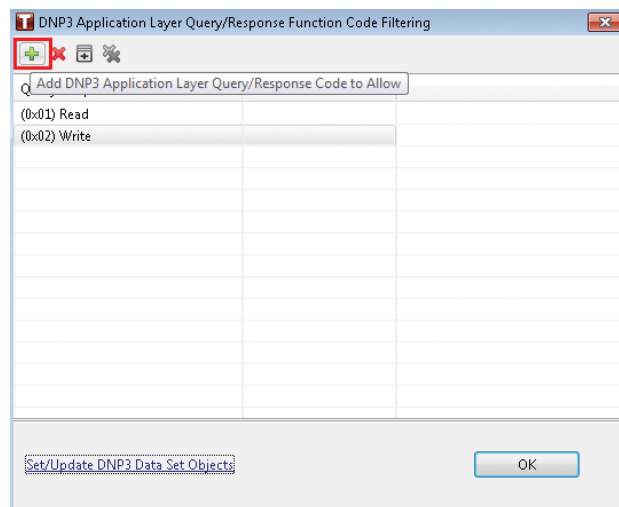 DNP3 Application Layer Query/Response Function Code Filtering
Add DNP3 Application Layer Query/Response Code to Allow
(0x01) Read
(0x02) Write
Set/Update DNP3 Data Set Objects
OK